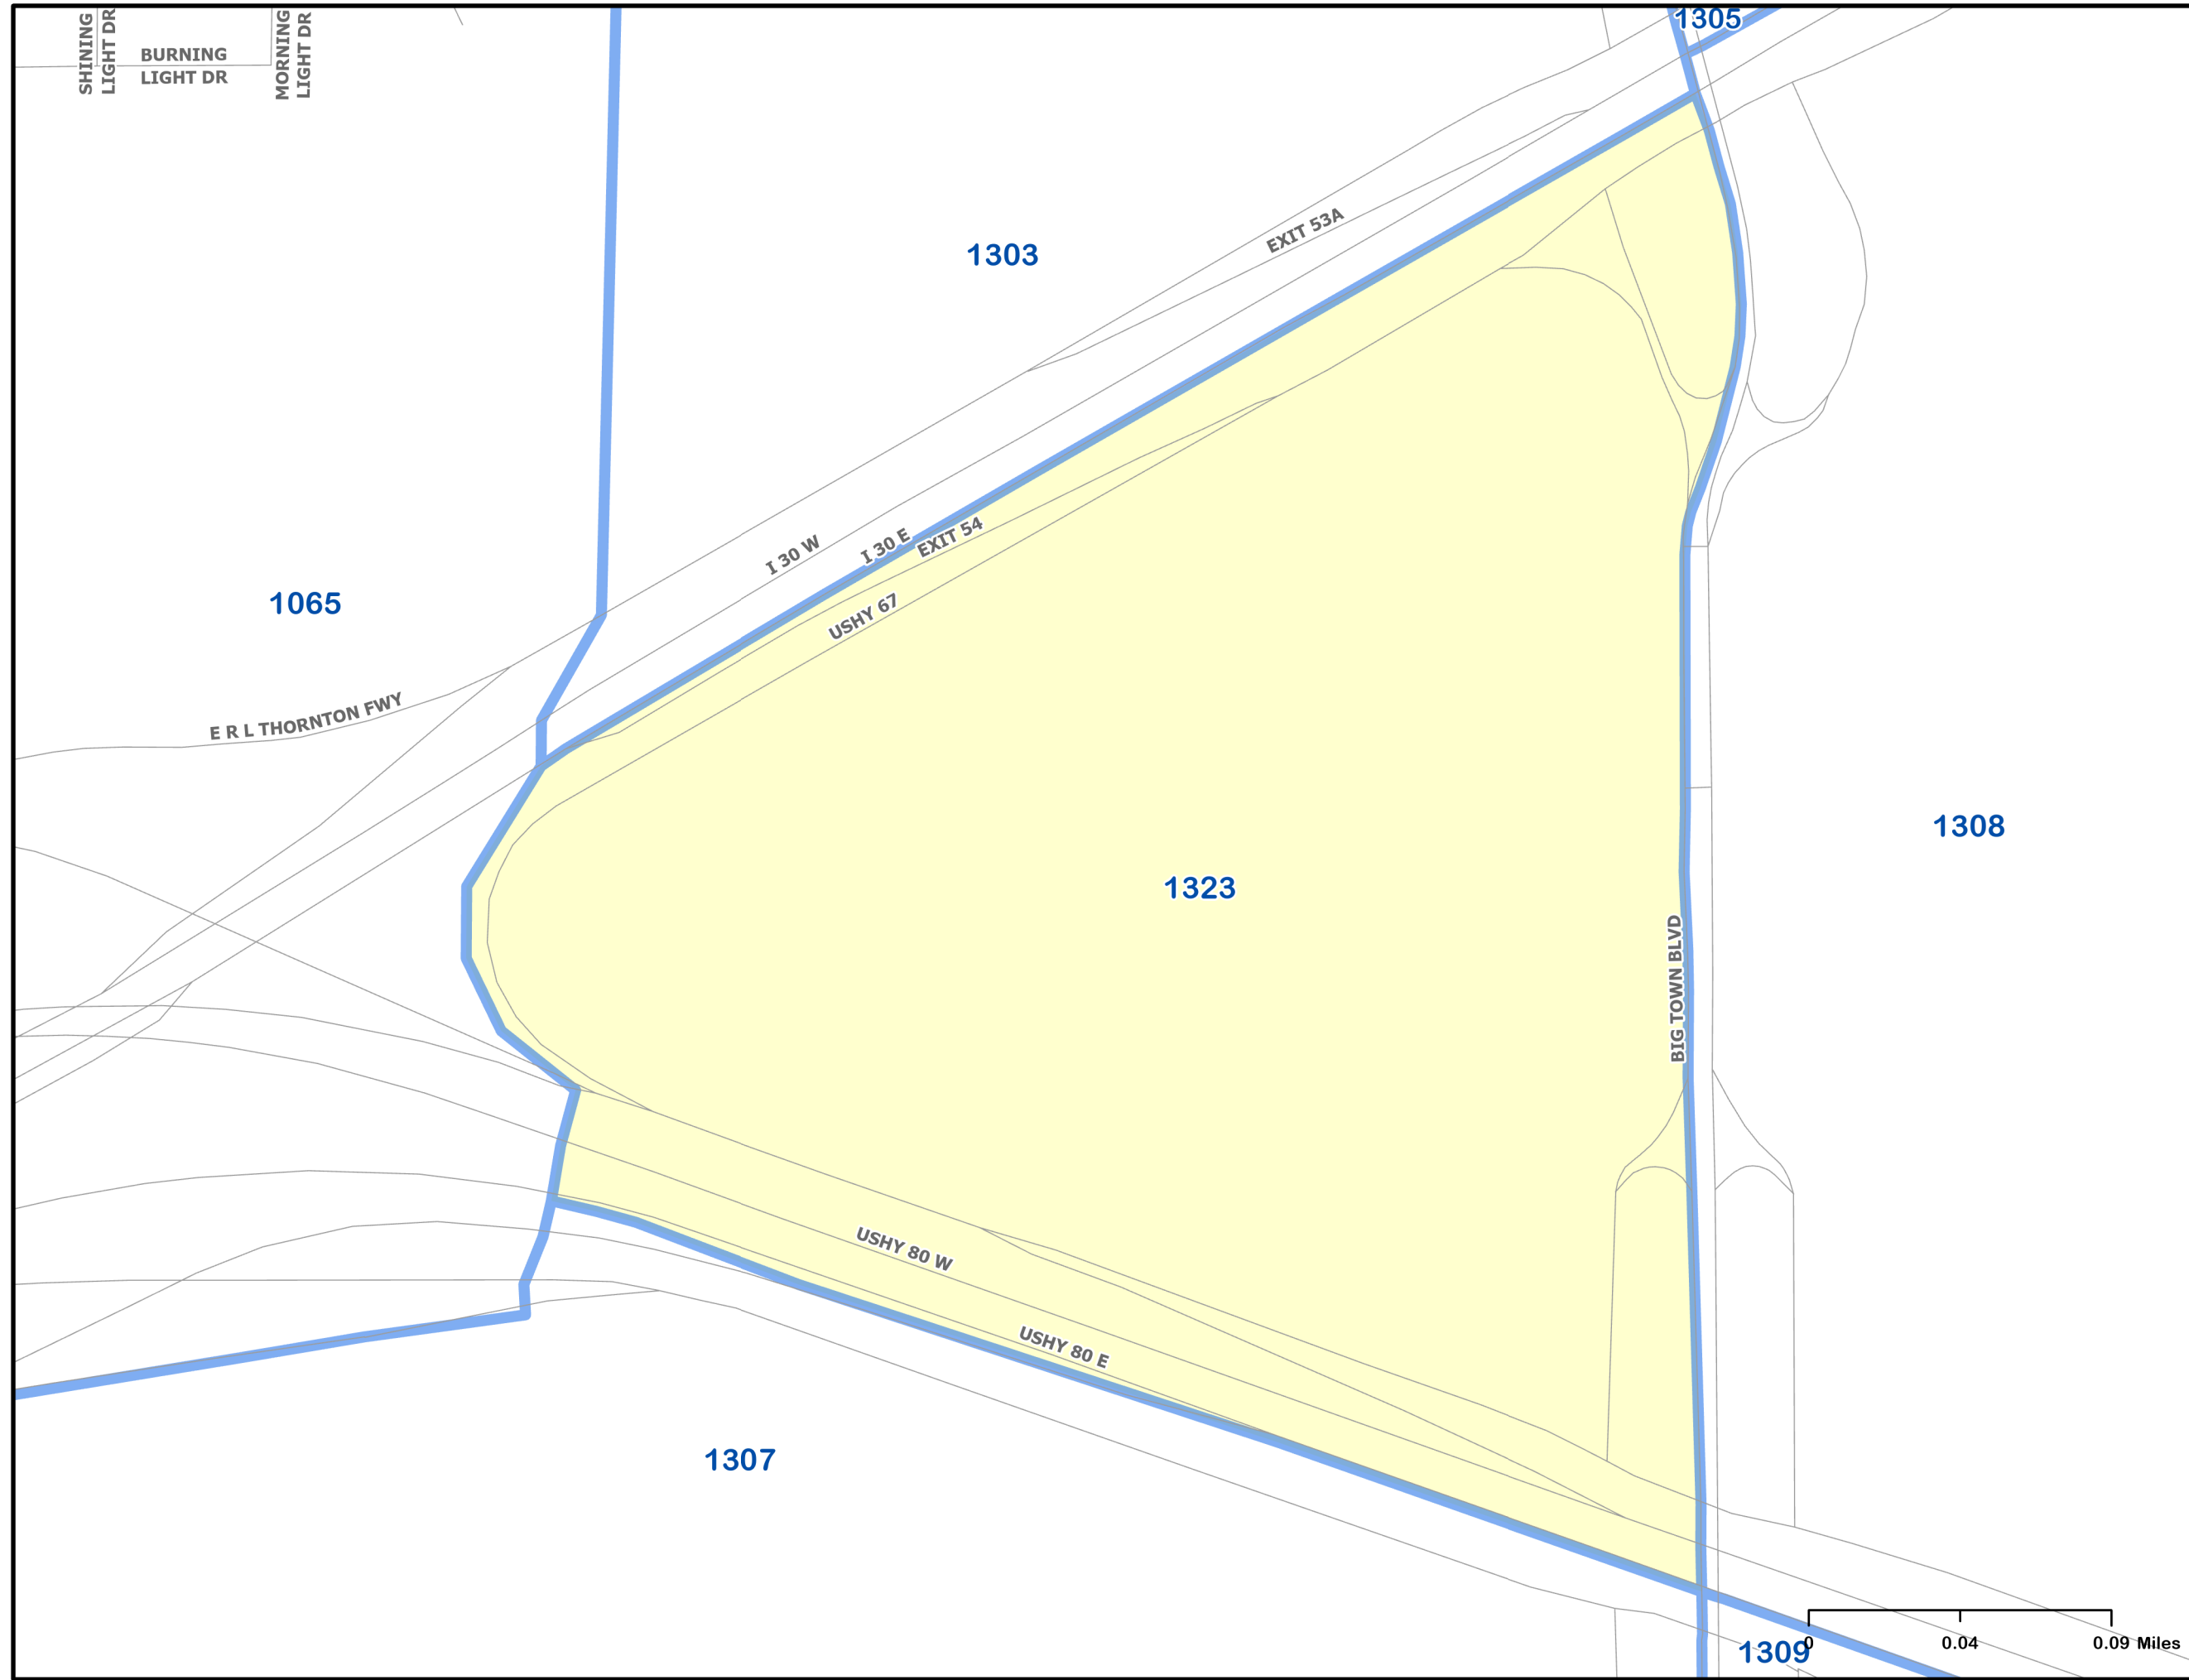 1305
SHINING
LIGHT DR
BURNING
LIGHT DR
MORNING
LIGHT DR
EXIT 53A
1303
I 30 W
I 30 E
EXIT 54
USHY 67
1065
E R L THORNTON FWY
1308
1323
BIG TOWN BLVD
USHY 80 W
USHY 80 E
1307
1309
0
0.04
0.09 Miles